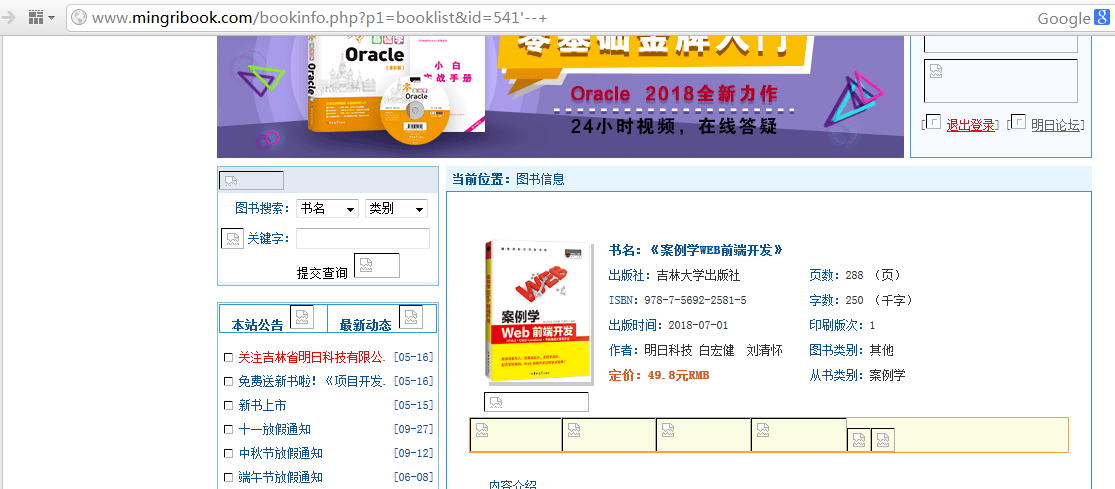 www.mingribook.com/bookinfo.php?p1=booklist&id=541'--+
Google
零基础金牌入门
Oracle
小白
实战手册
Oracle
Oracle 2018全新力作
24小时视频，在线答疑
[退出登录] [明日论坛]
图书搜索： 书名 类别
关键字：
提交查询
本站公告 最新动态
关注吉林省明日科技有限公. [05-16]
免费送新书啦！《项目开发. [05-16]
新书上市 [05-15]
十一放假通知 [09-27]
中秋节放假通知 [09-12]
端午节放假通知 [06-08]
当前位置：图书信息
WEB
案例学
Web 前端开发
书名：《案例学WEB前端开发》
出版社：吉林大学出版社 页数：288 （页）
ISBN：978-7-5692-2581-5 字数：250 （千字）
出版时间：2018-07-01 印刷版次：1
作者：明日科技 白宏健 刘清怀 图书类别：其他
定价：49.8元RMB 从书类别：案例学
内容介绍